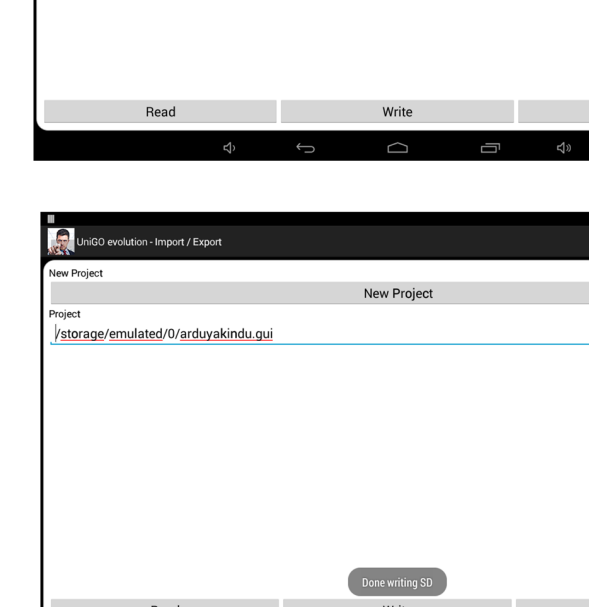 Read Write
UniGO evolution - Import / Export
New Project
New Project
Project
/storage/emulated/0/arduyakindu.gui
Done writing SD